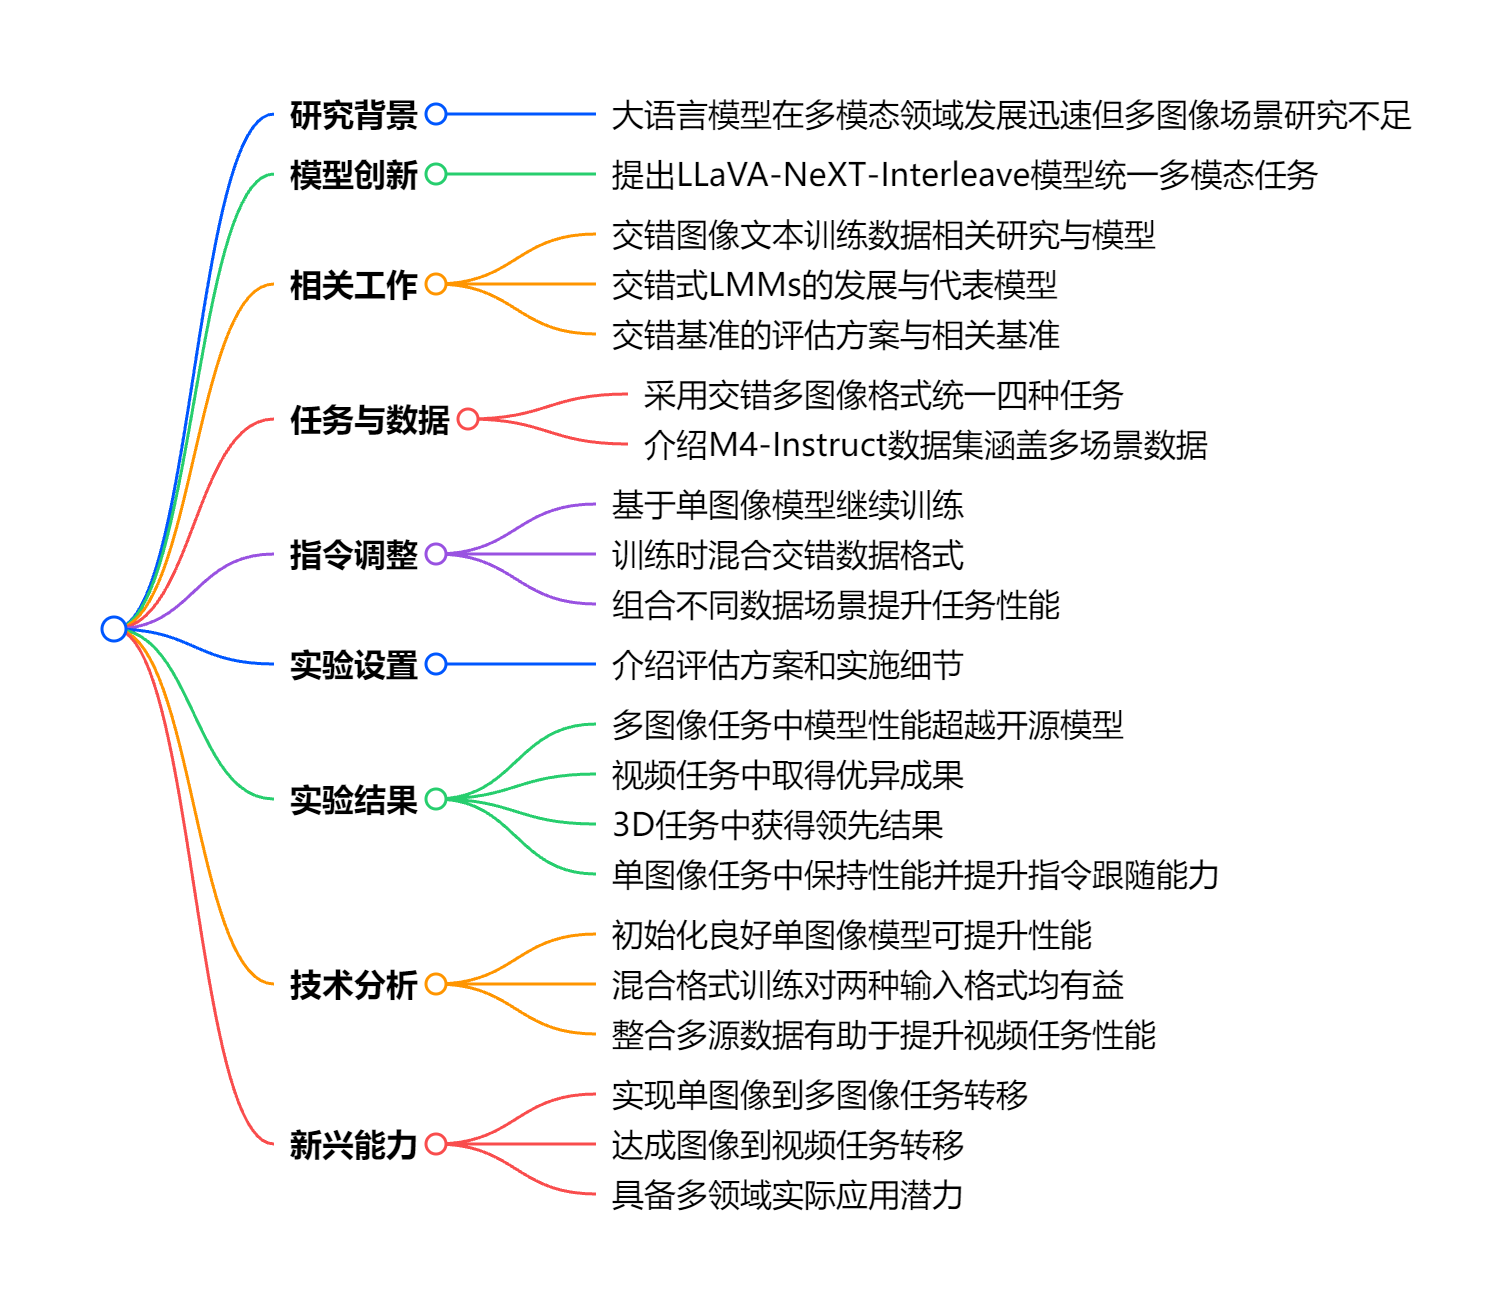 研究背景
大语言模型在多模态领域发展迅速但多图像场景研究不足
模型创新
提出LLaVA-NeXT-Interleave模型统一多模态任务
相关工作
交错图像文本训练数据相关研究与模型
交错式LMMs的发展与代表模型
交错基准的评估方案与相关基准
任务与数据
采用交错多图像格式统一四种任务
介绍M4-Instruct数据集涵盖多场景数据
指令调整
基于单图像模型继续训练
训练时混合交错数据格式
组合不同数据场景提升任务性能
实验设置
介绍评估方案和实施细节
实验结果
多图像任务中模型性能超越开源模型
视频任务中取得优异成果
3D任务中获得领先结果
单图像任务中保持性能并提升指令跟随能力
技术分析
初始化良好单图像模型可提升性能
混合格式训练对两种输入格式均有益
整合多源数据有助于提升视频任务性能
新兴能力
实现单图像到多图像任务转移
达成图像到视频任务转移
具备多领域实际应用潜力